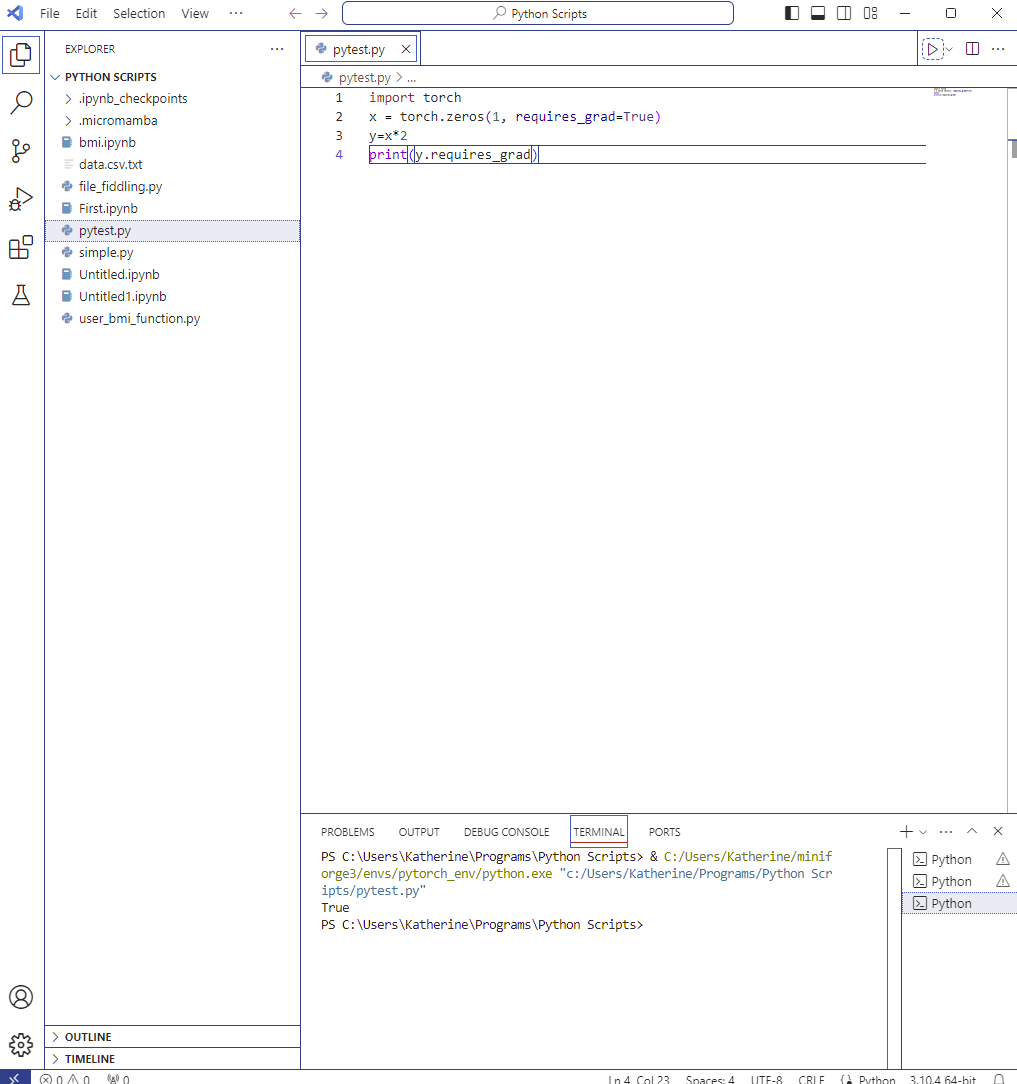 File Edit Selection View ··· Python Scripts
EXPLORER ···
PYTHON SCRIPTS
.ipynb_checkpoints
.micromamba
bmi.ipynb
data.csv.txt
file_fiddling.py
First.ipynb
pytest.py
simple.py
Untitled.ipynb
Untitled1.ipynb
user_bmi_function.py
OUTLINE
TIMELINE
pytest.py
pytest.py > ...
1 import torch
2 x = torch.zeros(1, requires_grad=True)
3 y=x*2
4 print(y.requires_grad)
PROBLEMS OUTPUT DEBUG CONSOLE TERMINAL PORTS
PS C:\Users\Katherine\Programs\Python Scripts> & C:/Users/Katherine/minif
orge3/envs/pytorch_env/python.exe "c:/Users/Katherine/Programs/Python Scr
ipts/pytest.py"
True
PS C:\Users\Katherine\Programs\Python Scripts>
Python
Python
Python
0 0 0 Ln 4, Col 23 Spaces: 4 UTF-8 CRLF Python 3.10.4 64-bit